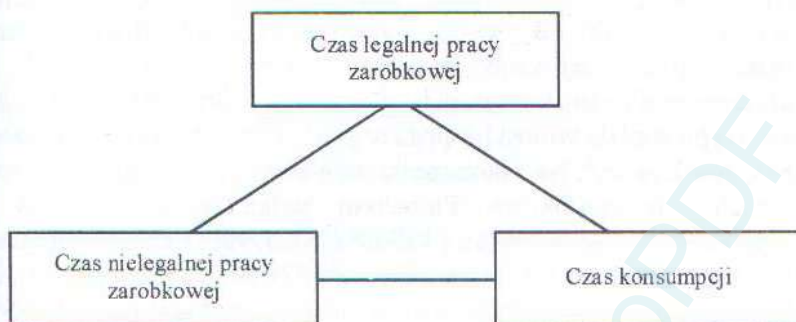 Czas legalnej pracy
zarobkowej
Czas nielegalnej pracy
zarobkowej
Czas konsumpcji